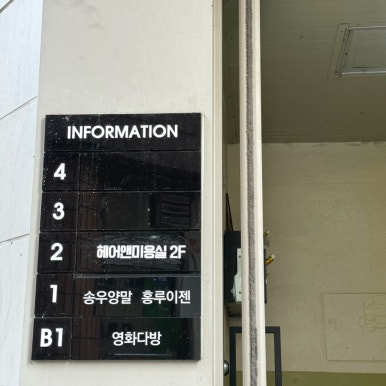 INFORMATION
4
3
2 헤어앤미용실 2F
1 송우양말 홍루이젠
B1 영화다방